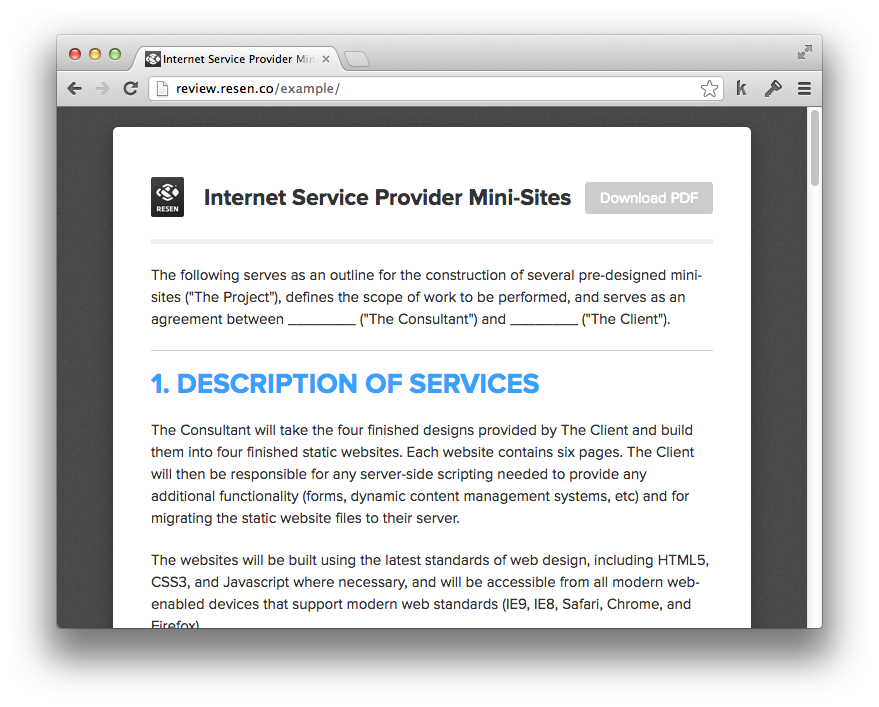 Internet Service Provider Min
review.resen.co/example/
RESEN
Internet Service Provider Mini-Sites
Download PDF
The following serves as an outline for the construction of several pre-designed mini-
sites ("The Project"), defines the scope of work to be performed, and serves as an
agreement between __________ ("The Consultant") and __________ ("The Client").
1. DESCRIPTION OF SERVICES
The Consultant will take the four finished designs provided by The Client and build
them into four finished static websites. Each website contains six pages. The Client
will then be responsible for any server-side scripting needed to provide any
additional functionality (forms, dynamic content management systems, etc) and for
migrating the static website files to their server.
The websites will be built using the latest standards of web design, including HTML5,
CSS3, and Javascript where necessary, and will be accessible from all modern web-
enabled devices that support modern web standards (IE9, IE8, Safari, Chrome, and
Firefox)